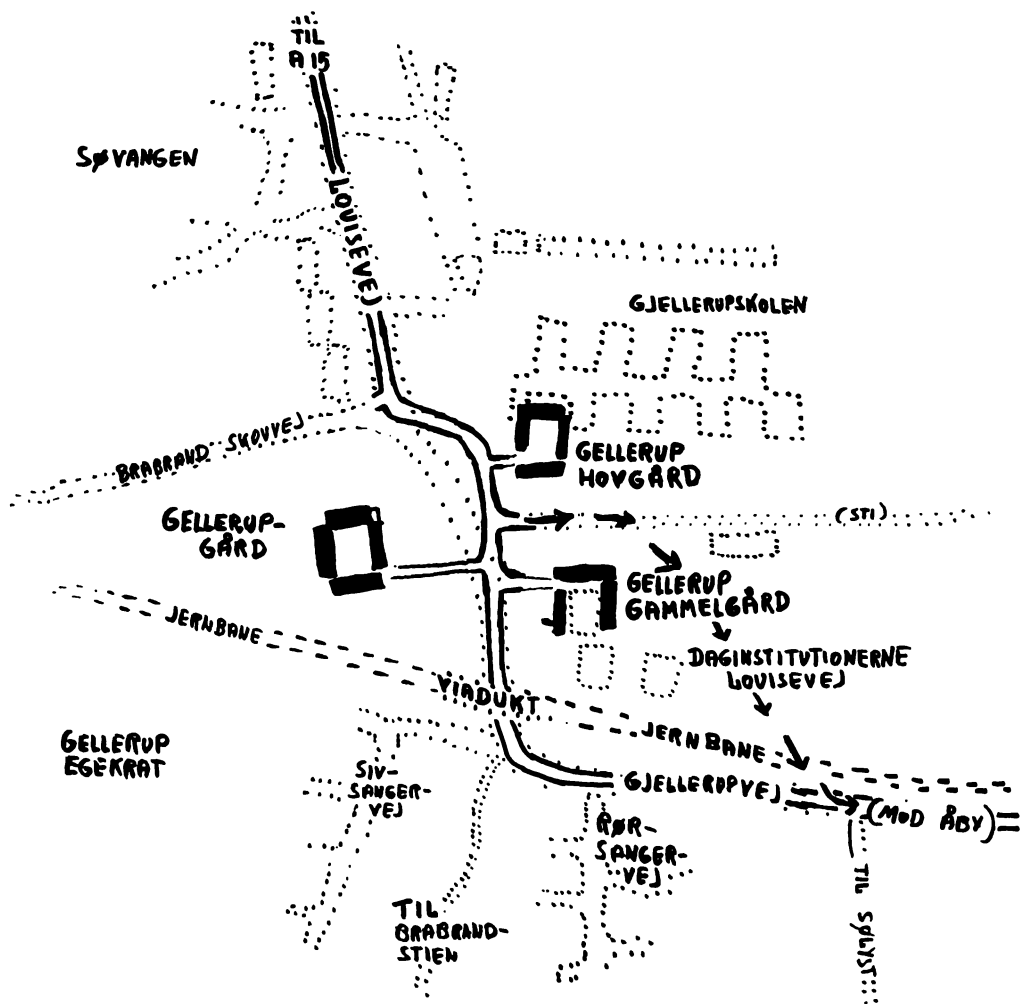 TIL
A 15
SØVANGEN
LOUISEVEJ
GJELLERUPSKOLEN
BRABRAND SKOVVEJ
GELLERUP
HOVGÅRD
GELLERUP-
GÅRD
(STI)
GELLERUP
GAMMELGÅRD
JERNBANE
DAGINSTITUTIONERNE
LOUISEVEJ
VIADUKT
JERNBANE
GELLERUP
EGEKRAT
SIV-
SANGER-
VEJ
GJELLERUPVEJ
(MOD ÅBY)
RØR-
SANGER-
VEJ
TIL SØLYST
TIL
BRABRAND-
STIEN